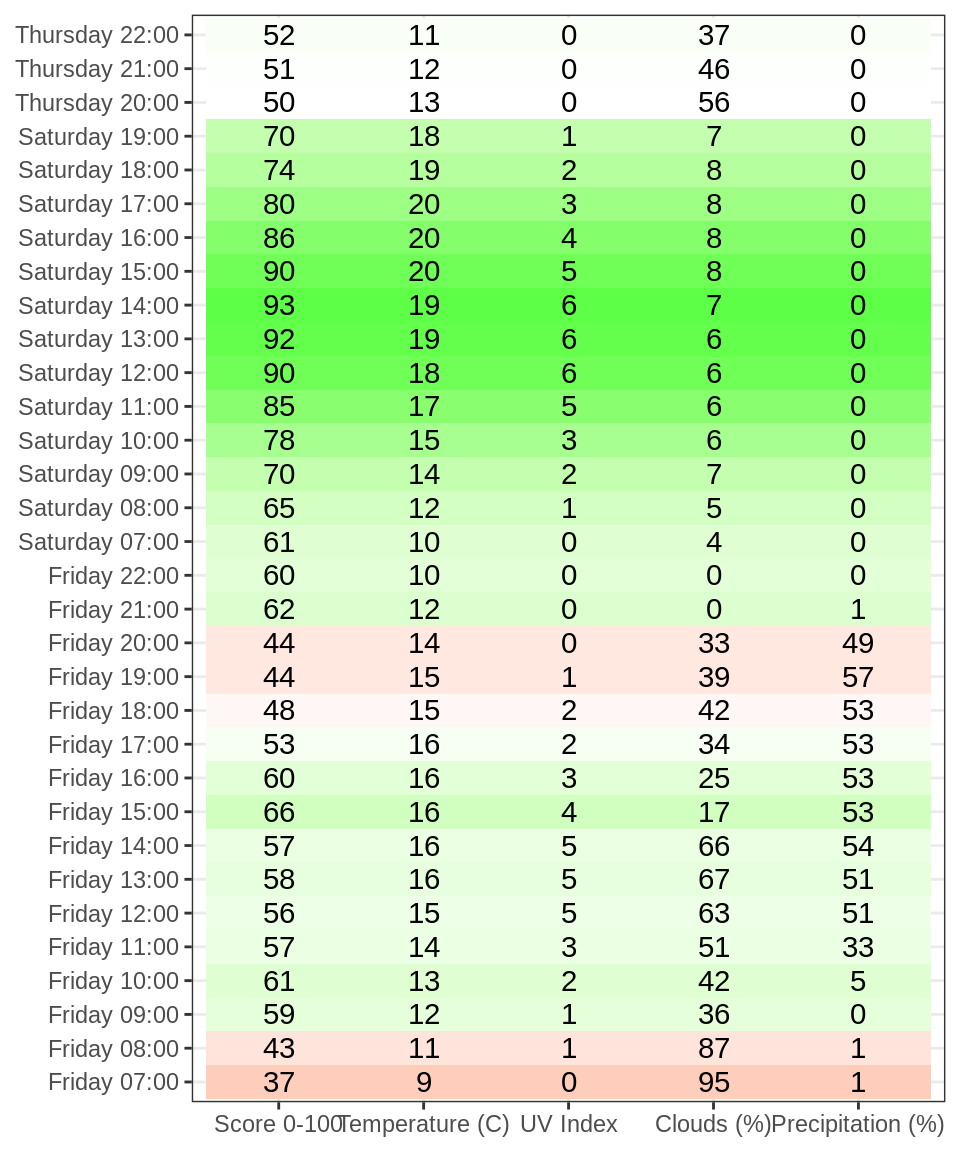 Thursday 22:00 52 11 0 37 0
Thursday 21:00 51 12 0 46 0
Thursday 20:00 50 13 0 56 0
Saturday 19:00 70 18 1 7 0
Saturday 18:00 74 19 2 8 0
Saturday 17:00 80 20 3 8 0
Saturday 16:00 86 20 4 8 0
Saturday 15:00 90 20 5 8 0
Saturday 14:00 93 19 6 7 0
Saturday 13:00 92 19 6 6 0
Saturday 12:00 90 18 6 6 0
Saturday 11:00 85 17 5 6 0
Saturday 10:00 78 15 3 6 0
Saturday 09:00 70 14 2 7 0
Saturday 08:00 65 12 1 5 0
Saturday 07:00 61 10 0 4 0
Friday 22:00 60 10 0 0 0
Friday 21:00 62 12 0 0 1
Friday 20:00 44 14 0 33 49
Friday 19:00 44 15 1 39 57
Friday 18:00 48 15 2 42 53
Friday 17:00 53 16 2 34 53
Friday 16:00 60 16 3 25 53
Friday 15:00 66 16 4 17 53
Friday 14:00 57 16 5 66 54
Friday 13:00 58 16 5 67 51
Friday 12:00 56 15 5 63 51
Friday 11:00 57 14 3 51 33
Friday 10:00 61 13 2 42 5
Friday 09:00 59 12 1 36 0
Friday 08:00 43 11 1 87 1
Friday 07:00 37 9 0 95 1
Score 0-100 Temperature (C) UV Index Clouds (%) Precipitation (%)